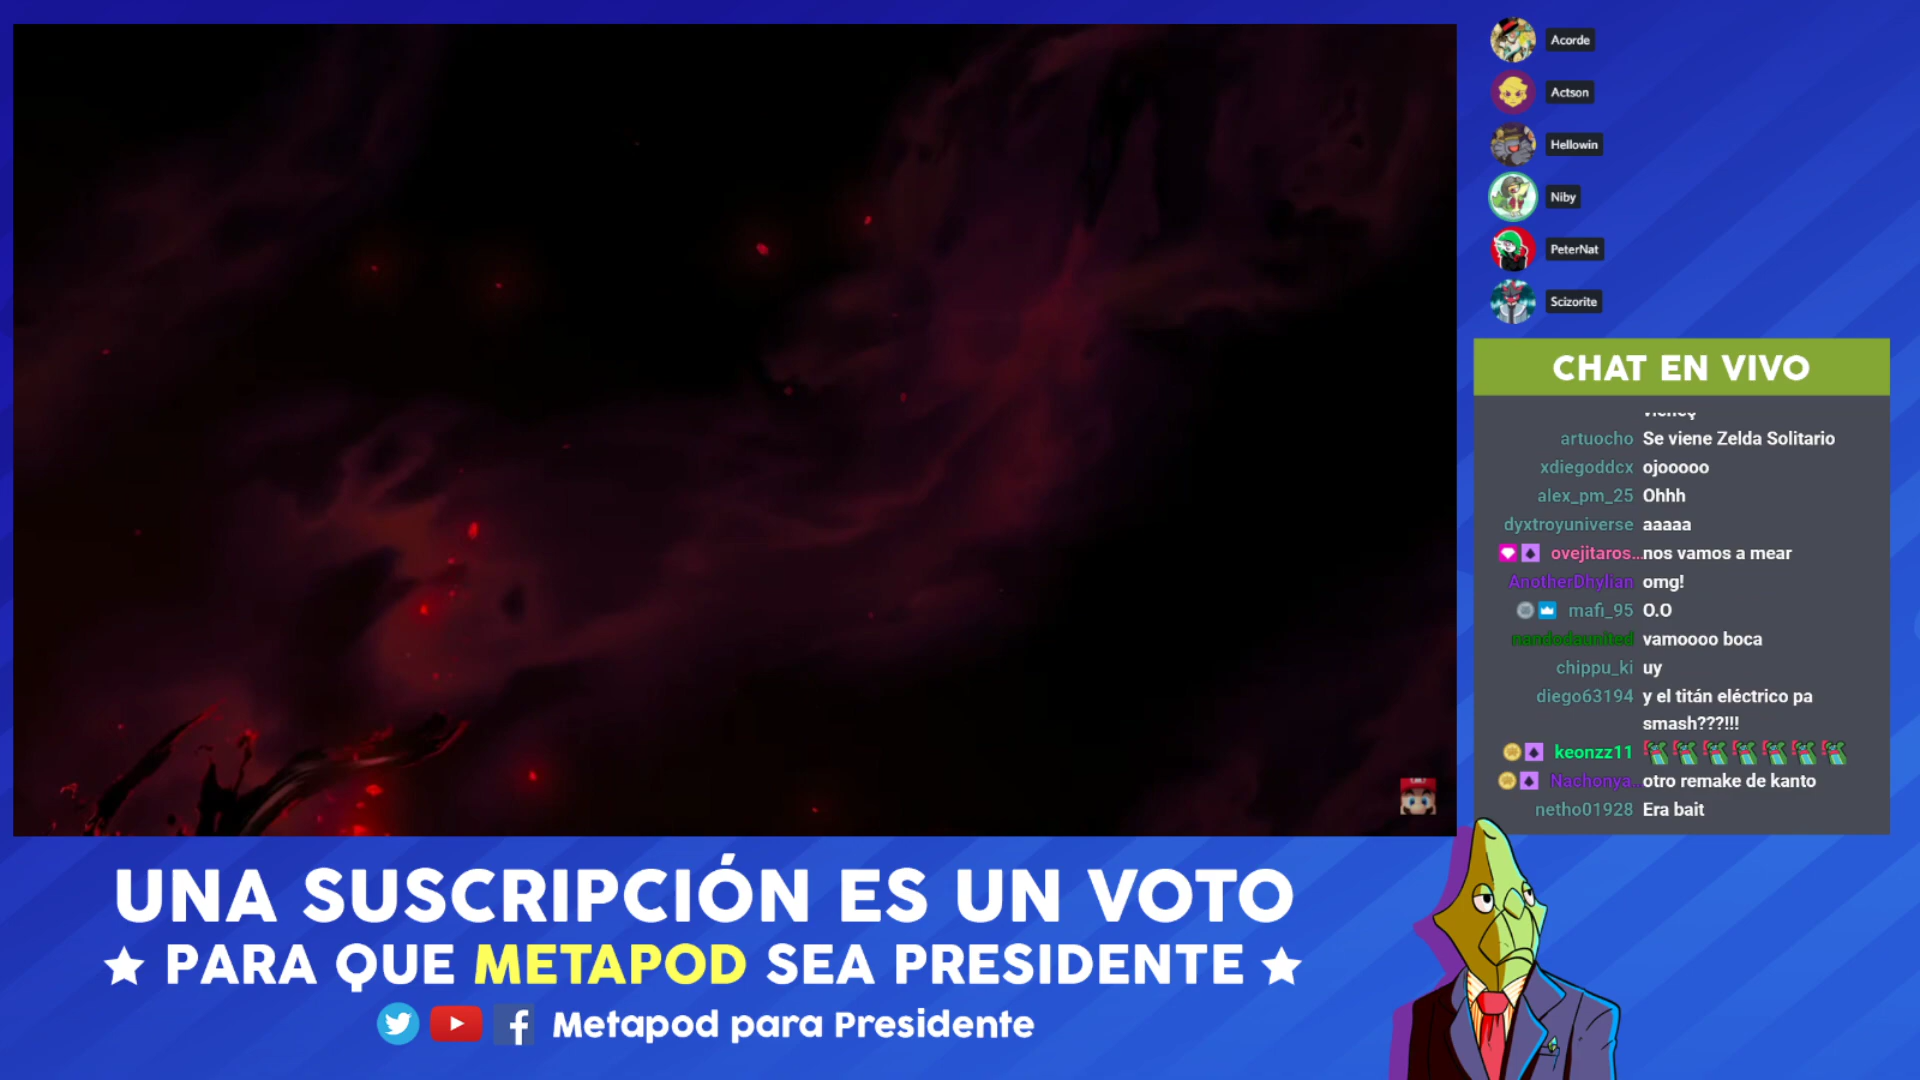 Acorde
Actson
Hellowin
Niby
PeterNat
Scizorite
CHAT EN VIVO
artuocho Se viene Zelda Solitario
xdiegoddcx ojooooo
alex_pm_25 Ohhh
dyxtroyuniverse aaaaa
ovejitaros... nos vamos a mear
AnotherDhylian omg!
mafi_95 O.O
nandodaunited vamoooo boca
chippu_ki uy
diego63194 y el titán eléctrico pa
smash???!!!
keonzz11
Nachonya... otro remake de kanto
netho01928 Era bait
UNA SUSCRIPCIÓN ES UN VOTO
PARA QUE METAPOD SEA PRESIDENTE
Metapod para Presidente